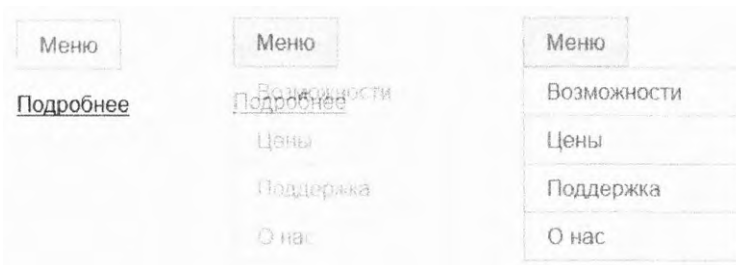 Меню
Подробнее
Меню
Возможности
Подробнее
Цены
Поддержка
О нас
Меню
Возможности
Цены
Поддержка
О нас